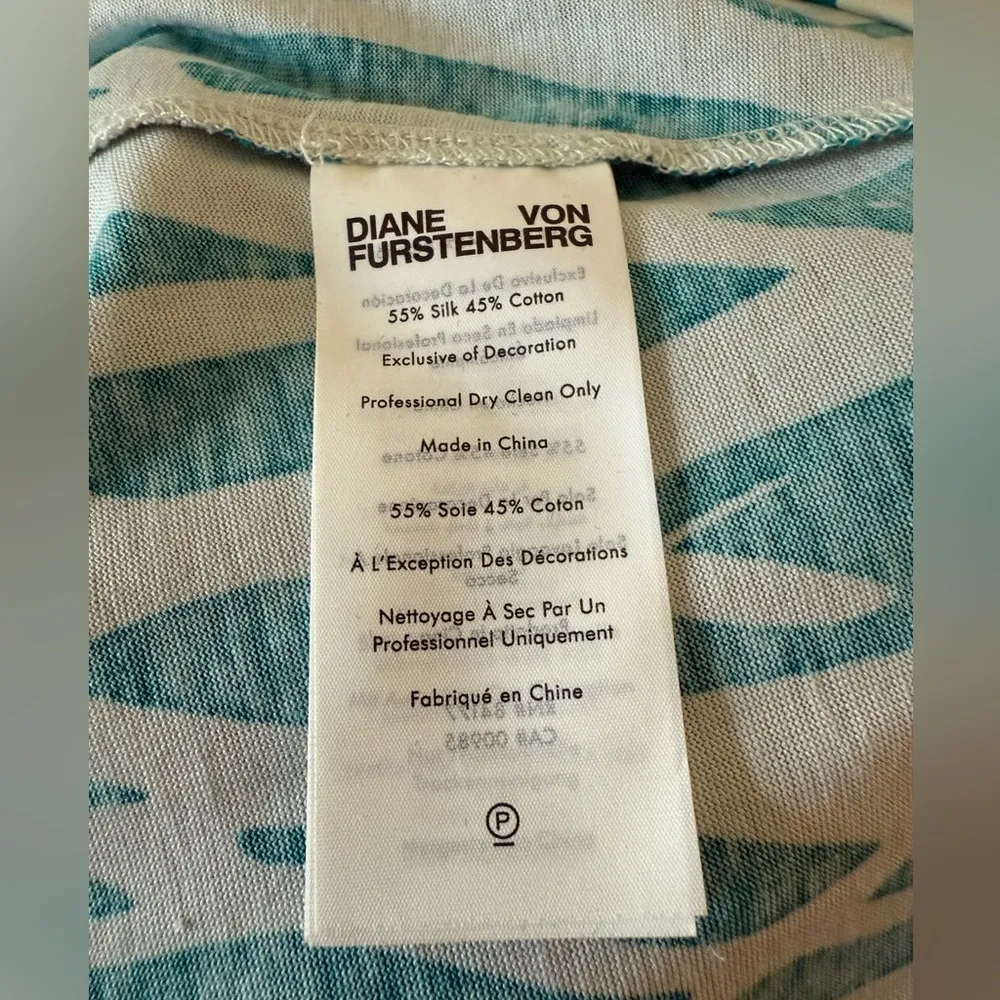 DIANE VON
FURSTENBERG
55% Silk 45% Cotton
Exclusive of Decoration
Professional Dry Clean Only
Made in China
55% Soie 45% Coton
À L'Exception Des Décorations
Nettoyage À Sec Par Un
Professionnel Uniquement
Fabriqué en Chine
P